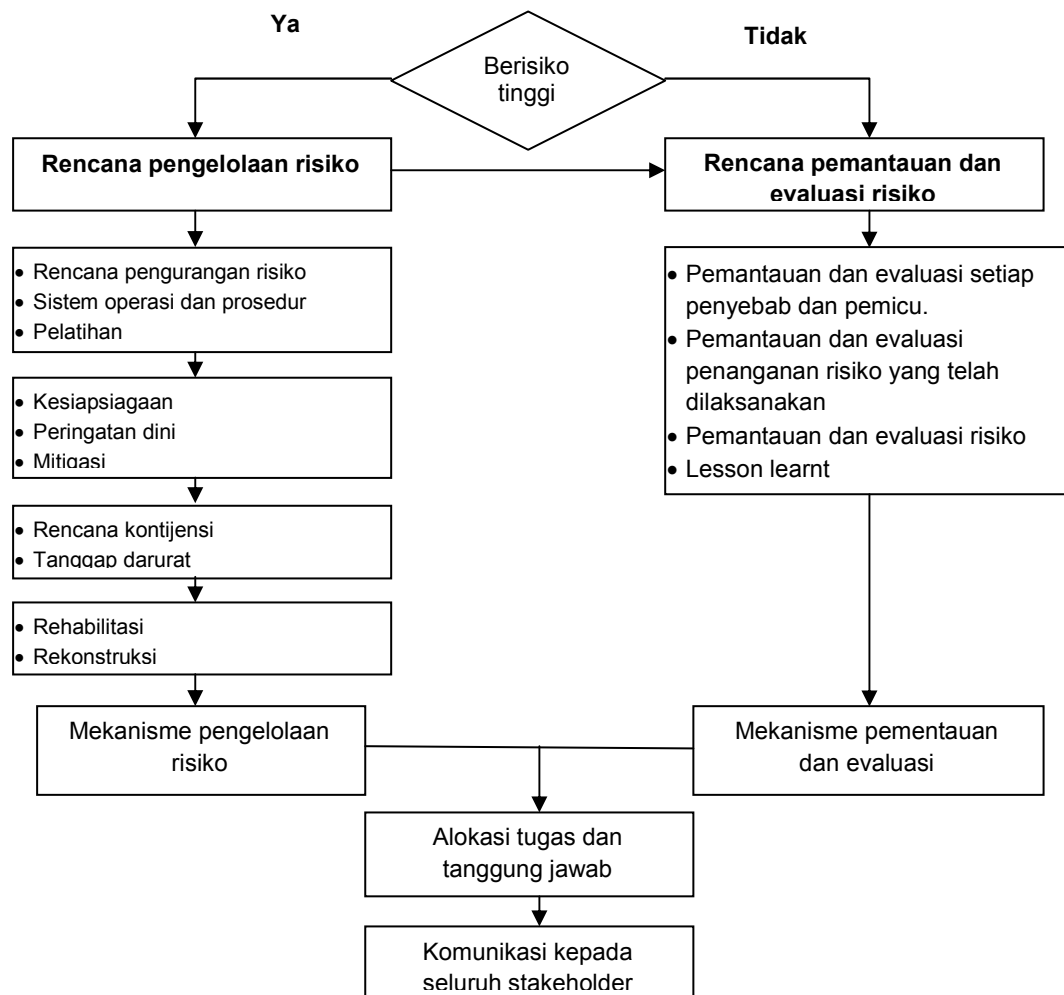 Ya
Tidak
Berisiko
tinggi
Rencana pengelolaan risiko
Rencana pemantauan dan
evaluasi risiko
• Rencana pengurangan risiko
• Sistem operasi dan prosedur
• Pelatihan
• Kesiapsiagaan
• Peringatan dini
• Mitigasi
• Rencana kontijensi
• Tanggap darurat
• Rehabilitasi
• Rekonstruksi
• Pemantauan dan evaluasi setiap
penyebab dan pemicu.
• Pemantauan dan evaluasi
penanganan risiko yang telah
dilaksanakan
• Pemantauan dan evaluasi risiko
• Lesson learnt
Mekanisme pengelolaan
risiko
Mekanisme pementauan
dan evaluasi
Alokasi tugas dan
tanggung jawab
Komunikasi kepada
seluruh stakeholder